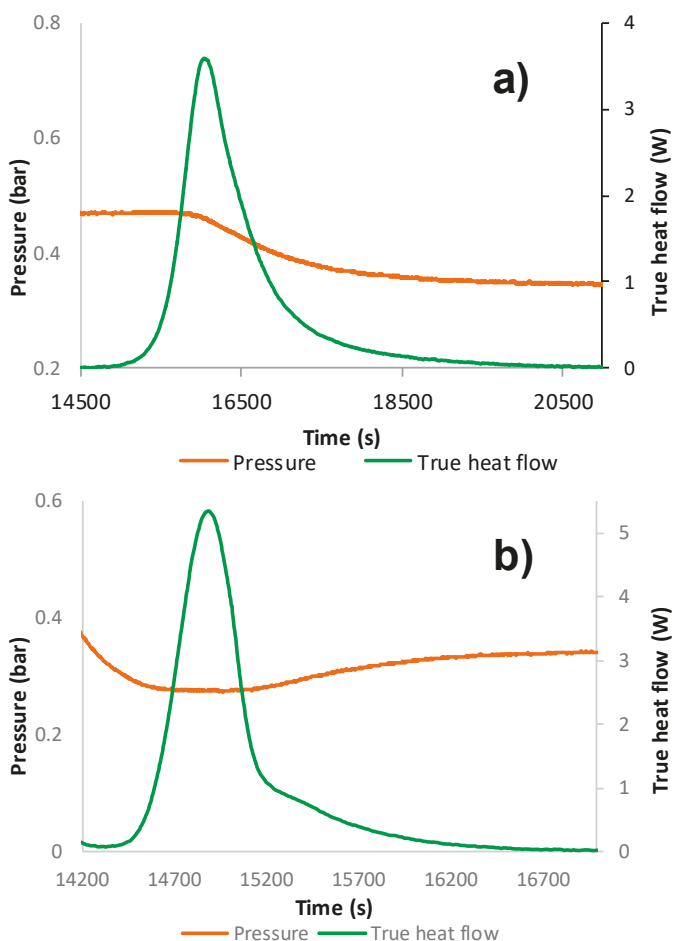 0.8
0.6
0.4
0.2
Pressure (bar)
a)
4
3
2
1
0
True heat flow (W)
14500 16500 18500 20500
Time (s)
Pressure True heat flow
0.6
0.4
0.2
0
Pressure (bar)
b)
5
4
3
2
1
0
True heat flow (W)
14200 14700 15200 15700 16200 16700
Time (s)
Pressure True heat flow